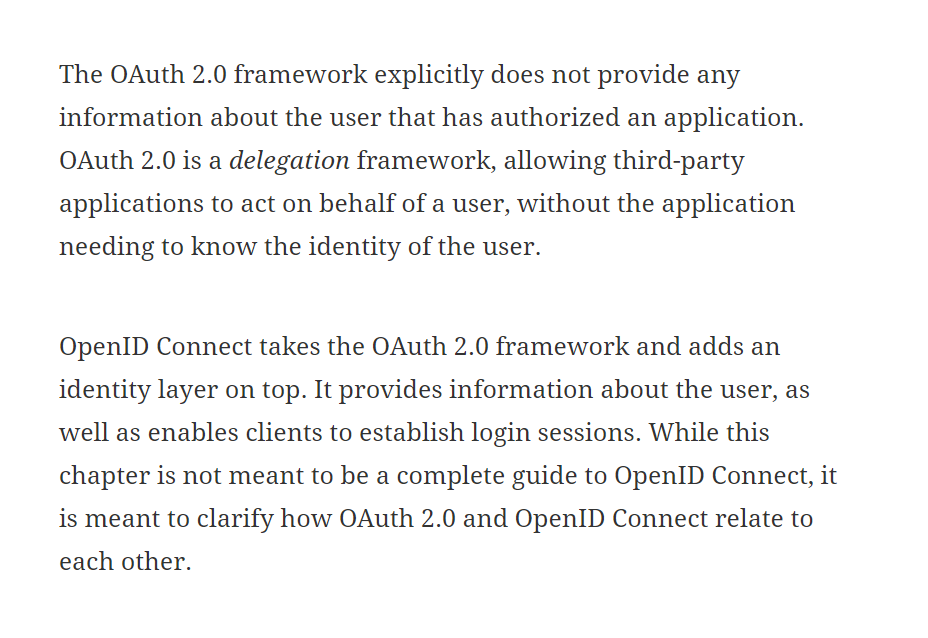 The OAuth 2.0 framework explicitly does not provide any
information about the user that has authorized an application.
OAuth 2.0 is a delegation framework, allowing third-party
applications to act on behalf of a user, without the application
needing to know the identity of the user.
OpenID Connect takes the OAuth 2.0 framework and adds an
identity layer on top. It provides information about the user, as
well as enables clients to establish login sessions. While this
chapter is not meant to be a complete guide to OpenID Connect, it
is meant to clarify how OAuth 2.0 and OpenID Connect relate to
each other.